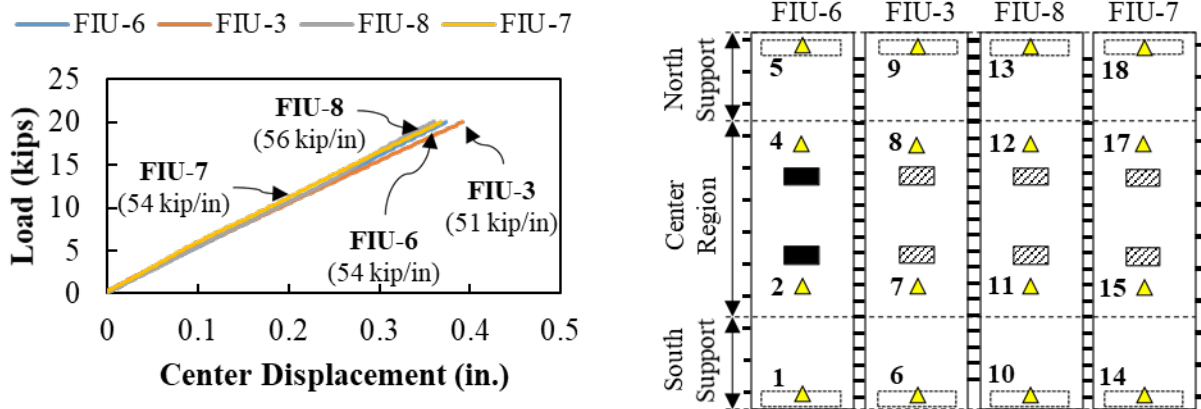 FIU-6 FIU-3 FIU-8 FIU-7
Load (kips)
25
20
15
10
5
0
FIU-8
(56 kip/in)
FIU-7
(54 kip/in)
FIU-3
(51 kip/in)
FIU-6
(54 kip/in)
0 0.1 0.2 0.3 0.4 0.5
Center Displacement (in.)
FIU-6 FIU-3 FIU-8 FIU-7
North
Support
5 9 13 18
Center
Region
4 8 12 17
2 7 11 15
South
Support
1 6 10 14